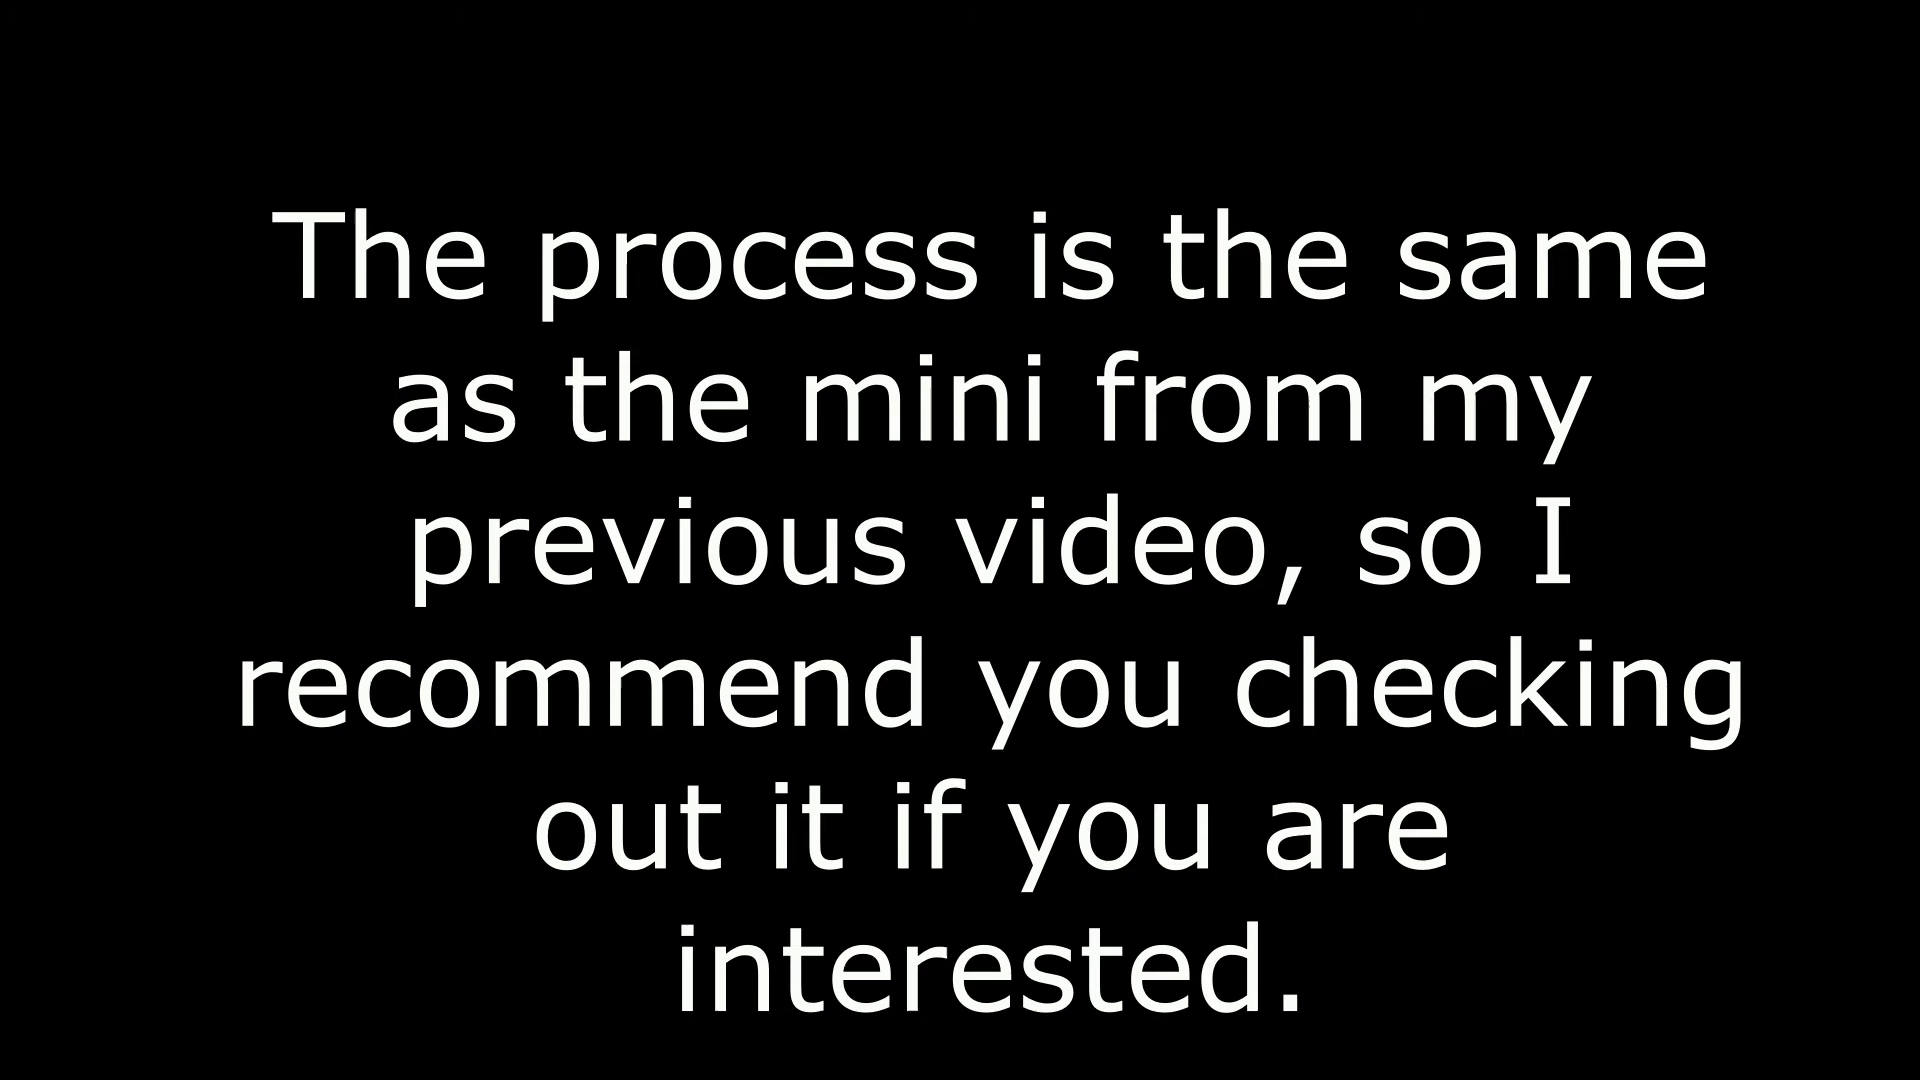 The process is the same
as the mini from my
previous video, so I
recommend you checking
out it if you are
interested.